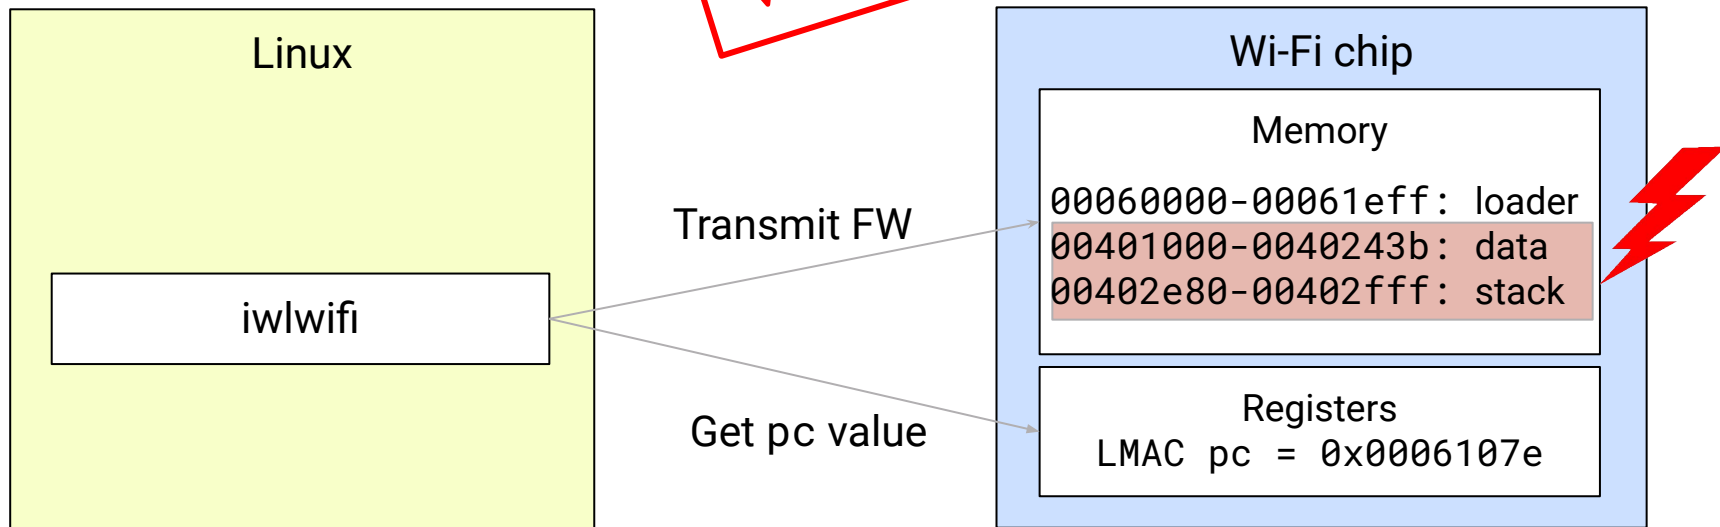 Linux
iwlwifi
Transmit FW
Get pc value
Wi-Fi chip
Memory
00060000-00061eff: loader
00401000-0040243b: data
00402e80-00402fff: stack
Registers
LMAC pc = 0x0006107e